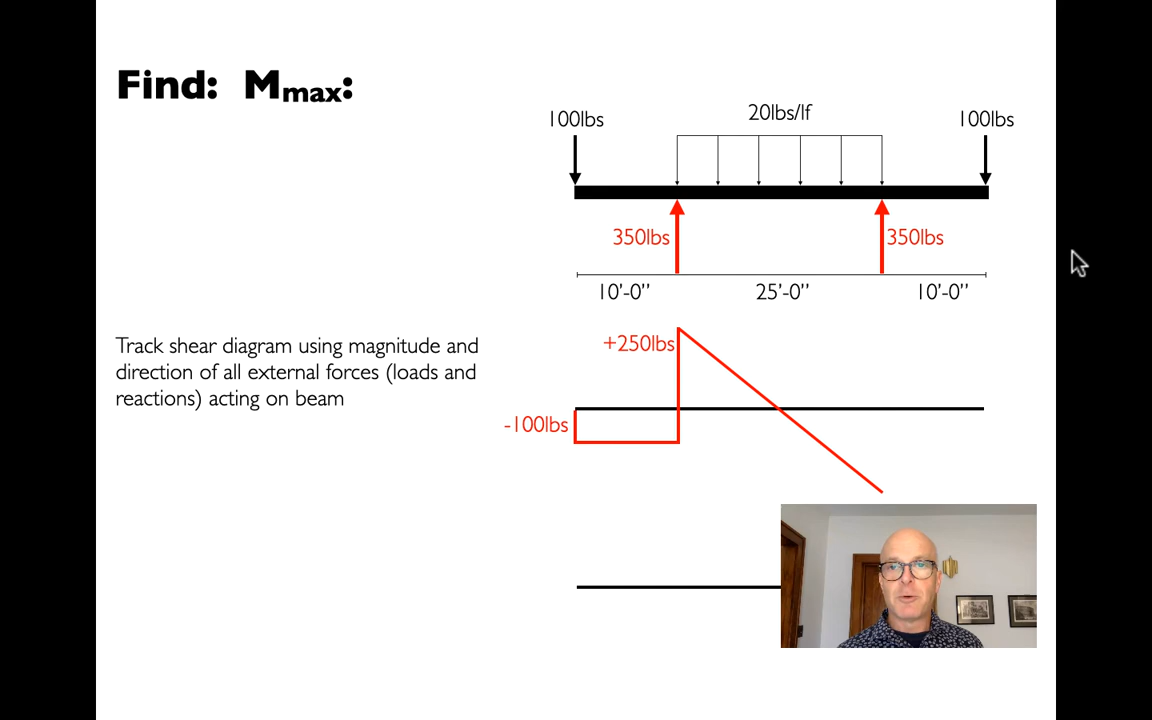 Find: Mmax:
100lbs
20lbs/lf
100lbs
350lbs
350lbs
10'-0"
25'-0"
10'-0"
Track shear diagram using magnitude and
direction of all external forces (loads and
reactions) acting on beam
+250lbs
-100lbs